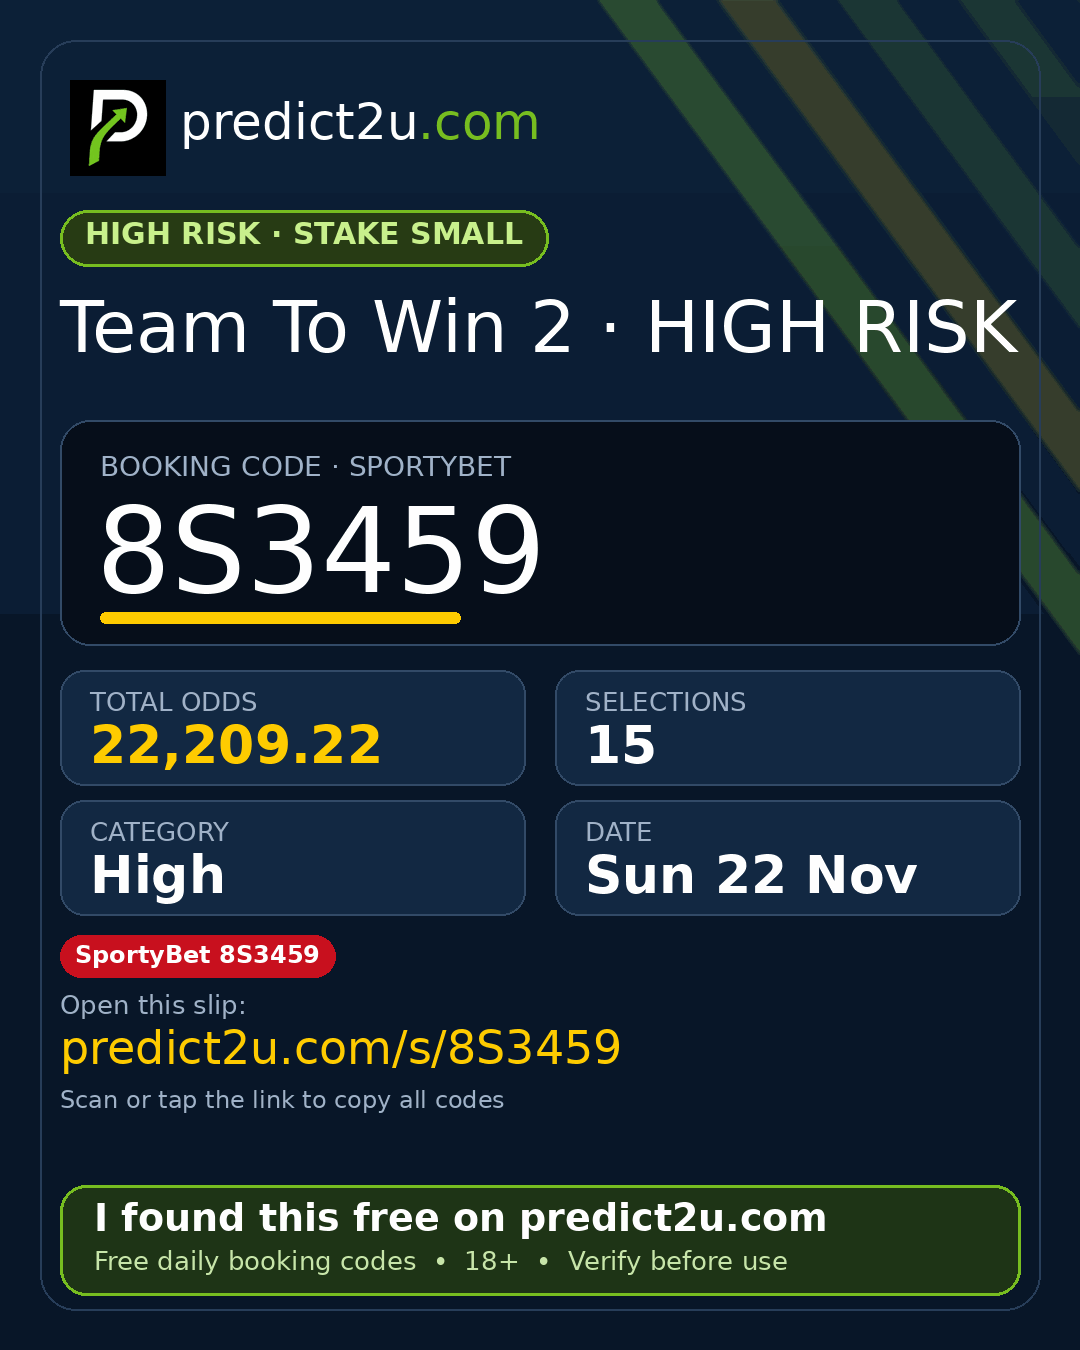 predict2u.com
HIGH RISK · STAKE SMALL
Team To Win 2 · HIGH RISK
BOOKING CODE · SPORTYBET
8S3459
TOTAL ODDS
22,209.22
SELECTIONS
15
CATEGORY
High
DATE
Sun 22 Nov
SportyBet 8S3459
Open this slip:
predict2u.com/s/8S3459
Scan or tap the link to copy all codes
I found this free on predict2u.com
Free daily booking codes • 18+ • Verify before use